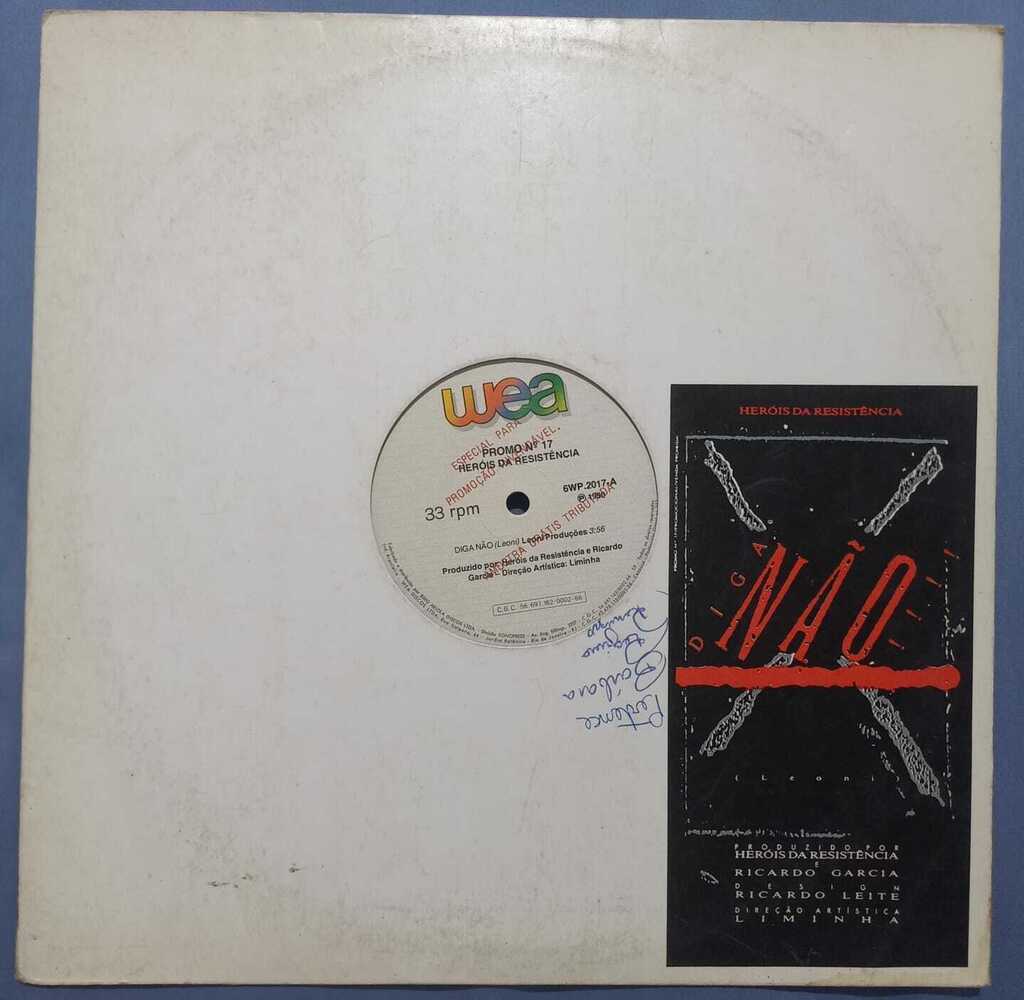 wea
ESPECIAL PARA
PROMOÇÃO INVENDÁVEL.
PROMO Nº 17
HERÓIS DA RESISTÊNCIA
6WP.2017-A
33 rpm
AMOSTRA GRÁTIS TRIBUTADA
DIGA NÃO (Leoni) Leoni Produções 3:56
Produzido por Heróis da Resistência e Ricardo
Garcia - Direção Artística: Liminha
Pertence
Bárbara
HERÓIS DA RESISTÊNCIA
DIGA
NÃO !!!!
(Leoni)
PRODUZIDO POR
HERÓIS DA RESISTÊNCIA
E
RICARDO GARCIA
DESIGN
RICARDO LEITE
DIREÇÃO ARTÍSTICA
LIMINHA